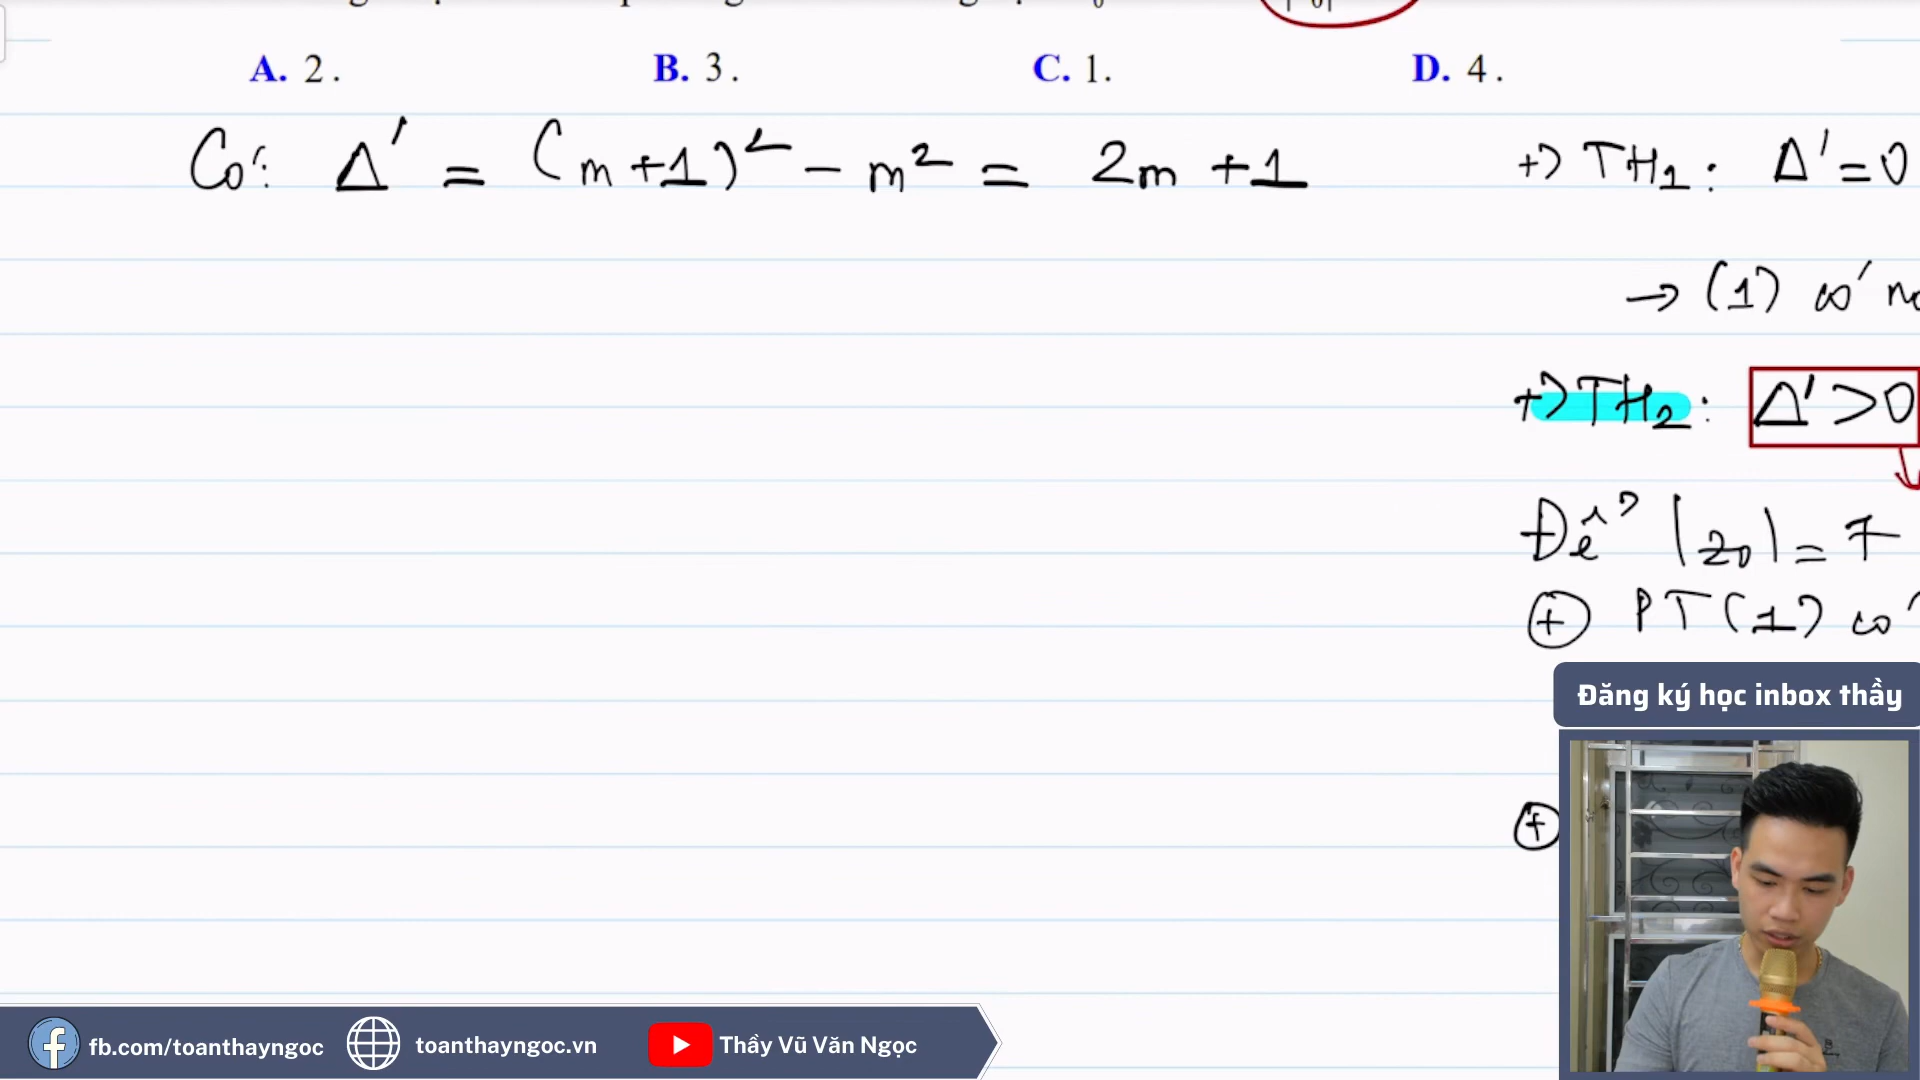 A. 2. B. 3. C. 1. D. 4.
Có: Δ' = (m+1)² - m² = 2m + 1
+) TH1: Δ' = 0
→ (1) có
+) TH2: Δ' > 0
Để |z0| = 7
⊕ PT (1) có
Đăng ký học inbox thầy
⊕
fb.com/toanthayngoc
toanthayngoc.vn
Thầy Vũ Văn Ngọc